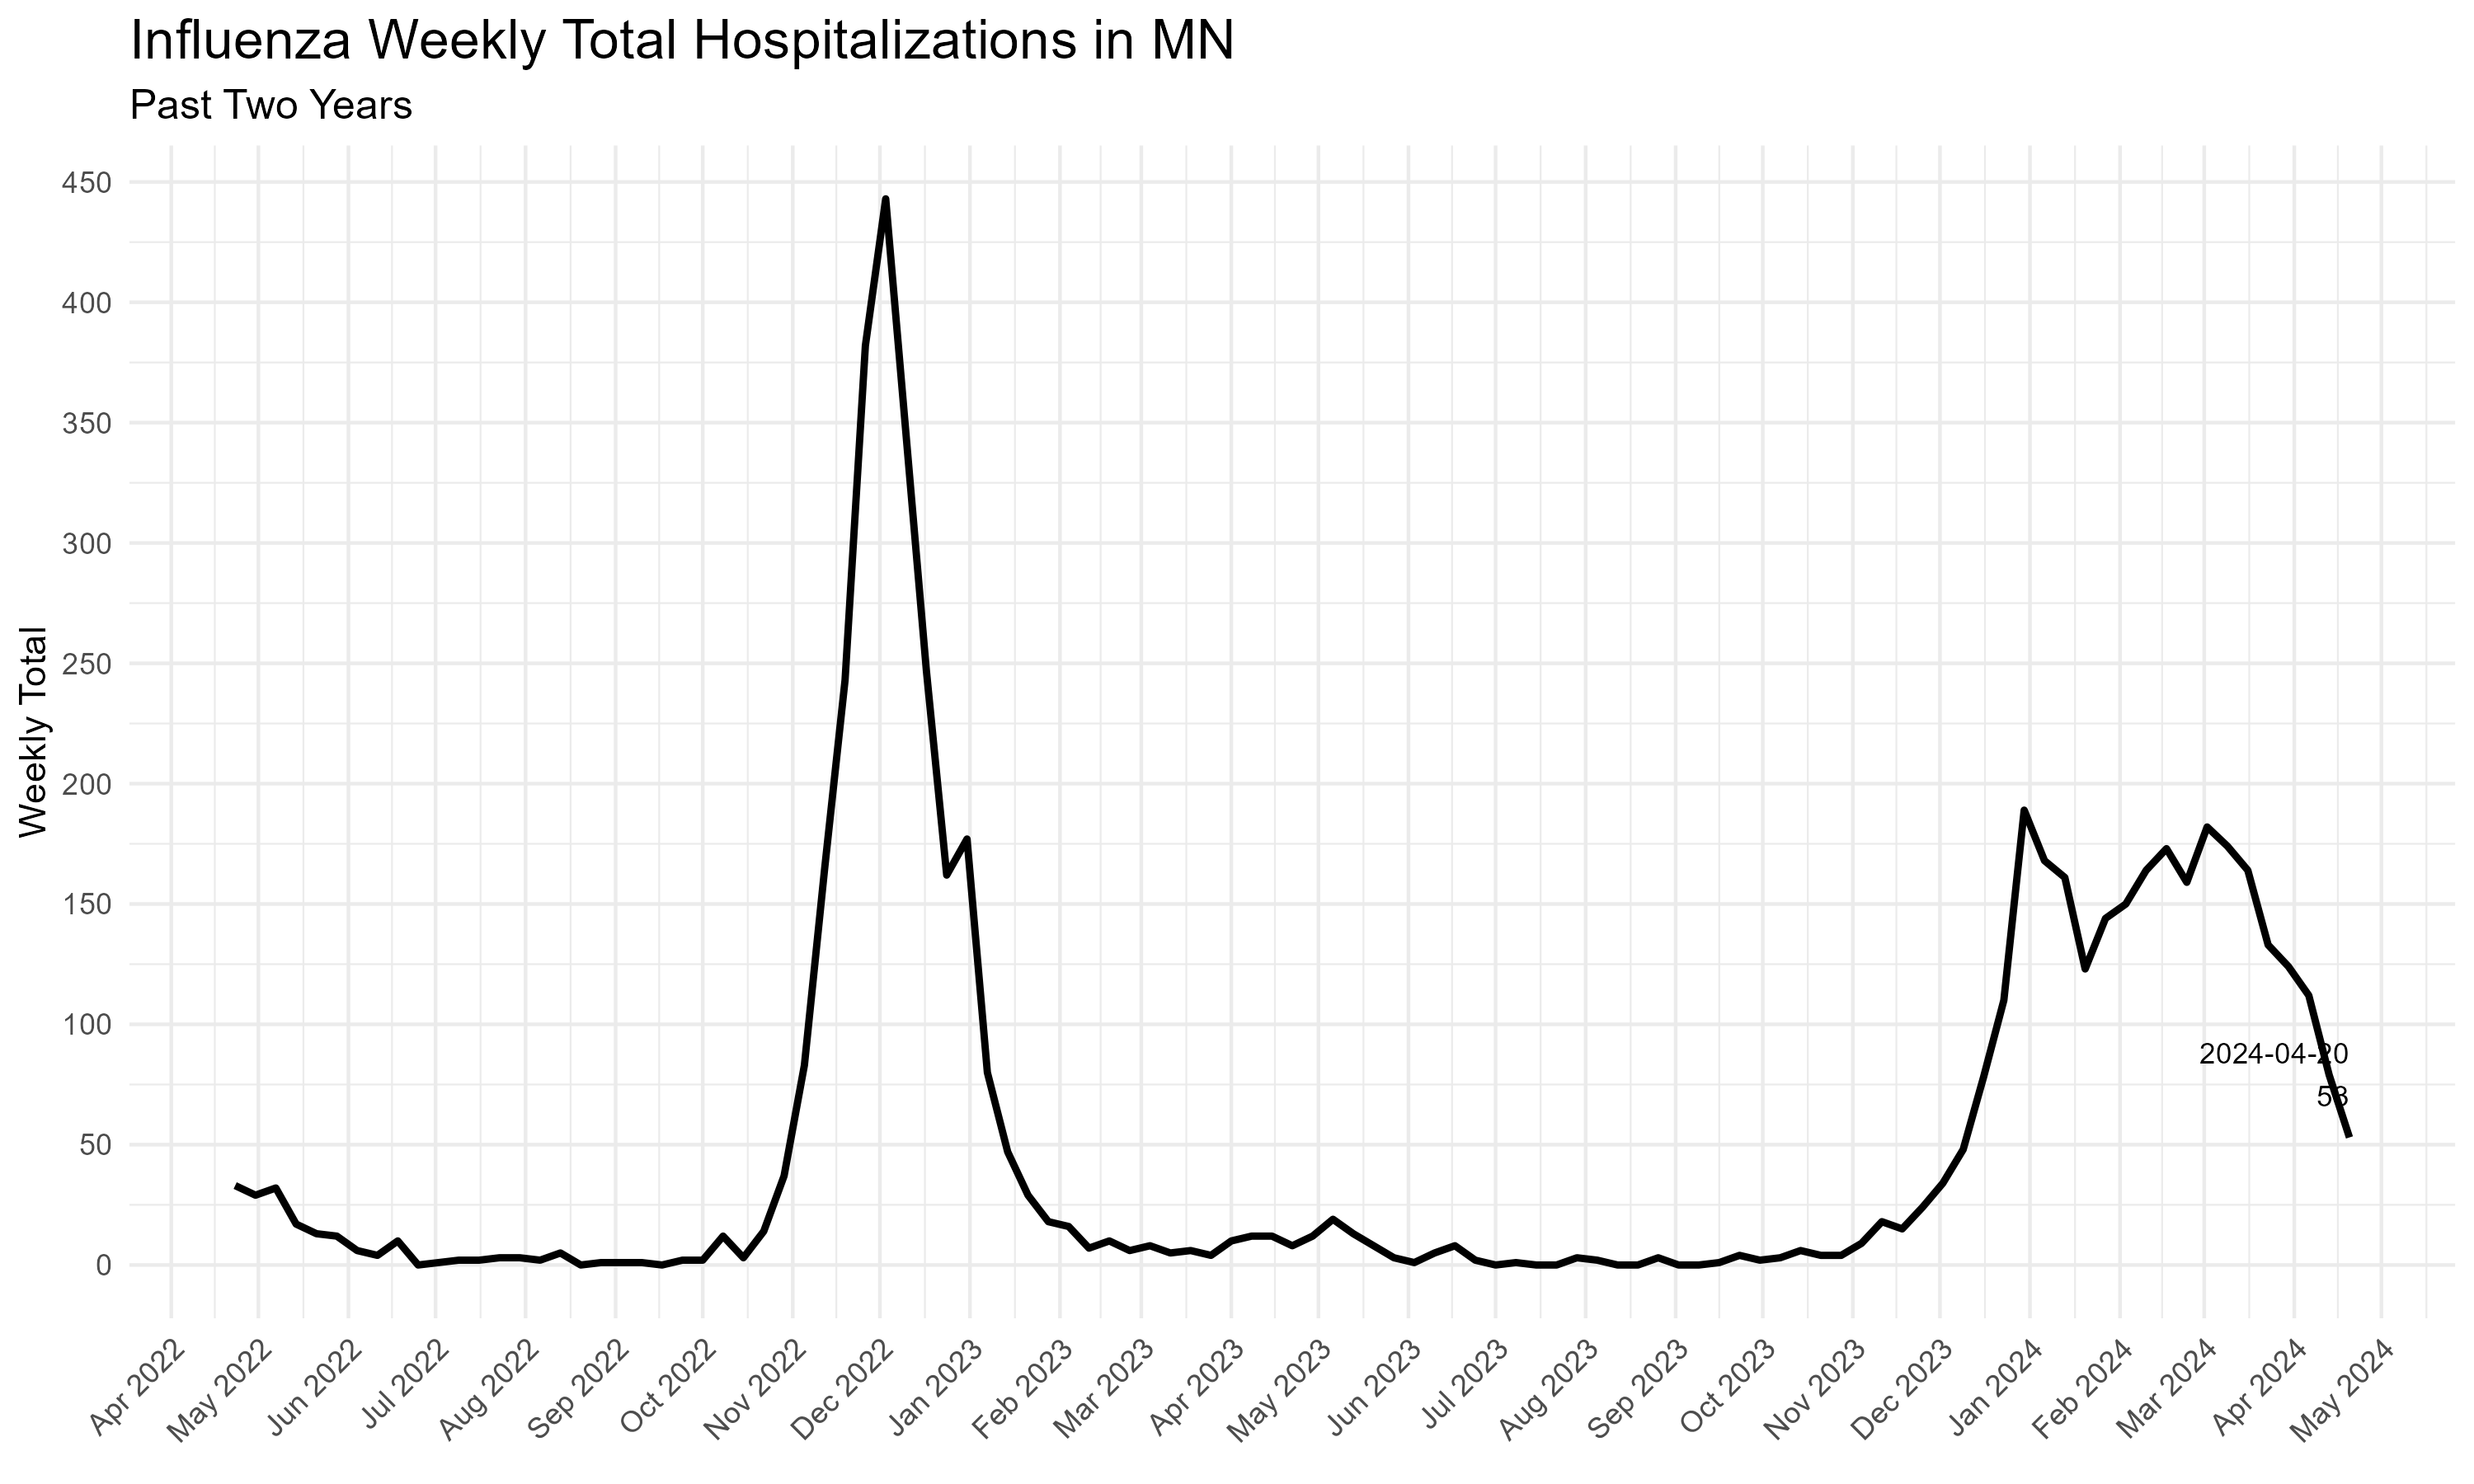 Influenza Weekly Total Hospitalizations in MN
Past Two Years
Weekly Total
450
400
350
300
250
200
150
100
50
0
2024-04-20
53
Apr 2022
May 2022
Jun 2022
Jul 2022
Aug 2022
Sep 2022
Oct 2022
Nov 2022
Dec 2022
Jan 2023
Feb 2023
Mar 2023
Apr 2023
May 2023
Jun 2023
Jul 2023
Aug 2023
Sep 2023
Oct 2023
Nov 2023
Dec 2023
Jan 2024
Feb 2024
Mar 2024
Apr 2024
May 2024